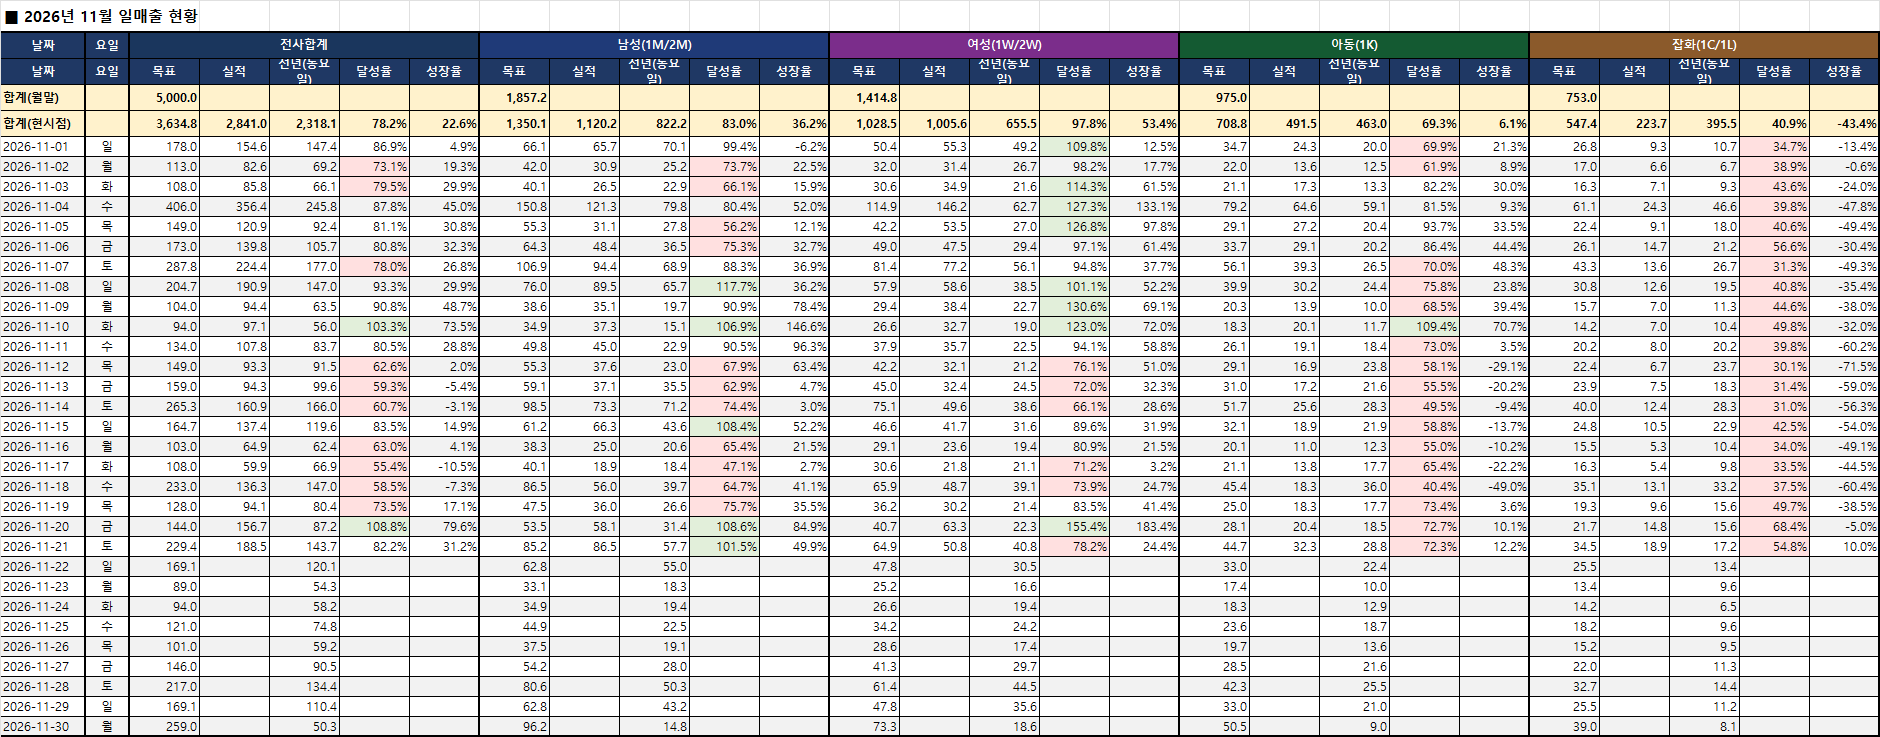 ■ 2026년 11월 일매출 현황
날짜 요일 전사합계 남성(1M/2M) 여성(1W/2W) 아동(1K) 잡화(1C/1L)
날짜 요일 목표 실적 전년(동요일) 달성율 성장율 목표 실적 전년(동요일) 달성율 성장율 목표 실적 전년(동요일) 달성율 성장율 목표 실적 전년(동요일) 달성율 성장율 목표 실적 전년(동요일) 달성율 성장율
합계(월말) 5,000.0 1,857.2 1,414.8 975.0 753.0
합계(현시점) 3,634.8 2,841.0 2,318.1 78.2% 22.6% 1,350.1 1,120.2 822.2 83.0% 36.2% 1,028.5 1,005.6 655.5 97.8% 53.4% 708.8 491.5 463.0 69.3% 6.1% 547.4 223.7 395.5 40.9% -43.4%
2026-11-01 일 178.0 154.6 147.4 86.9% 4.9% 66.1 65.7 70.1 99.4% -6.2% 50.4 55.3 49.2 109.8% 12.5% 34.7 24.3 20.0 69.9% 21.3% 26.8 9.3 10.7 34.7% -13.4%
2026-11-02 월 113.0 82.6 69.2 73.1% 19.3% 42.0 30.9 25.2 73.7% 22.5% 32.0 31.4 26.7 98.2% 17.7% 22.0 13.6 12.5 61.9% 8.9% 17.0 6.6 6.7 38.9% -0.6%
2026-11-03 화 108.0 85.8 66.1 79.5% 29.9% 40.1 26.5 22.9 66.1% 15.9% 30.6 34.9 21.6 114.3% 61.5% 21.1 17.3 13.3 82.2% 30.0% 16.3 7.1 9.3 43.6% -24.0%
2026-11-04 수 406.0 356.4 245.8 87.8% 45.0% 150.8 121.3 79.8 80.4% 52.0% 114.9 146.2 62.7 127.3% 133.1% 79.2 64.6 59.1 81.5% 9.3% 61.1 24.3 46.6 39.8% -47.8%
2026-11-05 목 149.0 120.9 92.4 81.1% 30.8% 55.3 31.1 27.8 56.2% 12.1% 42.2 53.5 27.0 126.8% 97.8% 29.1 27.2 20.4 93.7% 33.5% 22.4 9.1 18.0 40.6% -49.4%
2026-11-06 금 173.0 139.8 105.7 80.8% 32.3% 64.3 48.4 36.5 75.3% 32.7% 49.0 47.5 29.4 97.1% 61.4% 33.7 29.1 20.2 86.4% 44.4% 26.1 14.7 21.2 56.6% -30.4%
2026-11-07 토 287.8 224.4 177.0 78.0% 26.8% 106.9 94.4 68.9 88.3% 36.9% 81.4 77.2 56.1 94.8% 37.7% 56.1 39.3 26.5 70.0% 48.3% 43.3 13.6 26.7 31.3% -49.3%
2026-11-08 일 204.7 190.9 147.0 93.3% 29.9% 76.0 89.5 65.7 117.7% 36.2% 57.9 58.6 38.5 101.1% 52.2% 39.9 30.2 24.4 75.8% 23.8% 30.8 12.6 19.5 40.8% -35.4%
2026-11-09 월 104.0 94.4 63.5 90.8% 48.7% 38.6 35.1 19.7 90.9% 78.4% 29.4 38.4 22.7 130.6% 69.1% 20.3 13.9 10.0 68.5% 39.4% 15.7 7.0 11.3 44.6% -38.0%
2026-11-10 화 94.0 97.1 56.0 103.3% 73.5% 34.9 37.3 15.1 106.9% 146.6% 26.6 32.7 19.0 123.0% 72.0% 18.3 20.1 11.7 109.4% 70.7% 14.2 7.0 10.4 49.8% -32.0%
2026-11-11 수 134.0 107.8 83.7 80.5% 28.8% 49.8 45.0 22.9 90.5% 96.3% 37.9 35.7 22.5 94.1% 58.8% 26.1 19.1 18.4 73.0% 3.5% 20.2 8.0 20.2 39.8% -60.2%
2026-11-12 목 149.0 93.3 91.5 62.6% 2.0% 55.3 37.6 23.0 67.9% 63.4% 42.2 32.1 21.2 76.1% 51.0% 29.1 16.9 23.8 58.1% -29.1% 22.4 6.7 23.7 30.1% -71.5%
2026-11-13 금 159.0 94.3 99.6 59.3% -5.4% 59.1 37.1 35.5 62.9% 4.7% 45.0 32.4 24.5 72.0% 32.3% 31.0 17.2 21.6 55.5% -20.2% 23.9 7.5 18.3 31.4% -59.0%
2026-11-14 토 265.3 160.9 166.0 60.7% -3.1% 98.5 73.3 71.2 74.4% 3.0% 75.1 49.6 38.6 66.1% 28.6% 51.7 25.6 28.3 49.5% -9.4% 40.0 12.4 28.3 31.0% -56.3%
2026-11-15 일 164.7 137.4 119.6 83.5% 14.9% 61.2 66.3 43.6 108.4% 52.2% 46.6 41.7 31.6 89.6% 31.9% 32.1 18.9 21.9 58.8% -13.7% 24.8 10.5 22.9 42.5% -54.0%
2026-11-16 월 103.0 64.9 62.4 63.0% 4.1% 38.3 25.0 20.6 65.4% 21.5% 29.1 23.6 19.4 80.9% 21.5% 20.1 11.0 12.3 55.0% -10.2% 15.5 5.3 10.4 34.0% -49.1%
2026-11-17 화 108.0 59.9 66.9 55.4% -10.5% 40.1 18.9 18.4 47.1% 2.7% 30.6 21.8 21.1 71.2% 3.2% 21.1 13.8 17.7 65.4% -22.2% 16.3 5.4 9.8 33.5% -44.5%
2026-11-18 수 233.0 136.3 147.0 58.5% -7.3% 86.5 56.0 39.7 64.7% 41.1% 65.9 48.7 39.1 73.9% 24.7% 45.4 18.3 36.0 40.4% -49.0% 35.1 13.1 33.2 37.5% -60.4%
2026-11-19 목 128.0 94.1 80.4 73.5% 17.1% 47.5 36.0 26.6 75.7% 35.5% 36.2 30.2 21.4 83.5% 41.4% 25.0 18.3 17.7 73.4% 3.6% 19.3 9.6 15.6 49.7% -38.5%
2026-11-20 금 144.0 156.7 87.2 108.8% 79.6% 53.5 58.1 31.4 108.6% 84.9% 40.7 63.3 22.3 155.4% 183.4% 28.1 20.4 18.5 72.7% 10.1% 21.7 14.8 15.6 68.4% -5.0%
2026-11-21 토 229.4 188.5 143.7 82.2% 31.2% 85.2 86.5 57.7 101.5% 49.9% 64.9 50.8 40.8 78.2% 24.4% 44.7 32.3 28.8 72.3% 12.2% 34.5 18.9 17.2 54.8% 10.0%
2026-11-22 일 169.1 120.1 62.8 55.0 47.8 30.5 33.0 22.4 25.5 13.4
2026-11-23 월 89.0 54.3 33.1 18.3 25.2 16.6 17.4 10.0 13.4 9.6
2026-11-24 화 94.0 58.2 34.9 19.4 26.6 19.4 18.3 12.9 14.2 6.5
2026-11-25 수 121.0 74.8 44.9 22.5 34.2 24.2 23.6 18.7 18.2 9.6
2026-11-26 목 101.0 59.2 37.5 19.1 28.6 17.4 19.7 13.6 15.2 9.5
2026-11-27 금 146.0 90.5 54.2 28.0 41.3 29.7 28.5 21.6 22.0 11.3
2026-11-28 토 217.0 134.4 80.6 50.3 61.4 44.5 42.3 25.5 32.7 14.4
2026-11-29 일 169.1 110.4 62.8 43.2 47.8 35.6 33.0 21.0 25.5 11.2
2026-11-30 월 259.0 50.3 96.2 14.8 73.3 18.6 50.5 9.0 39.0 8.1